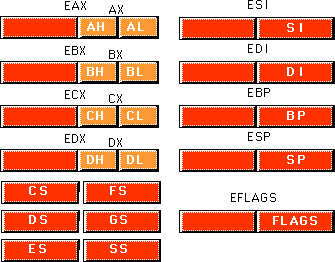 EAX AX ESI
AH AL SI
EBX BX EDI
BH BL DI
ECX CX EBP
CH CL BP
EDX DX ESP
DH DL SP
CS FS
DS GS EFLAGS
FLAGS
ES SS